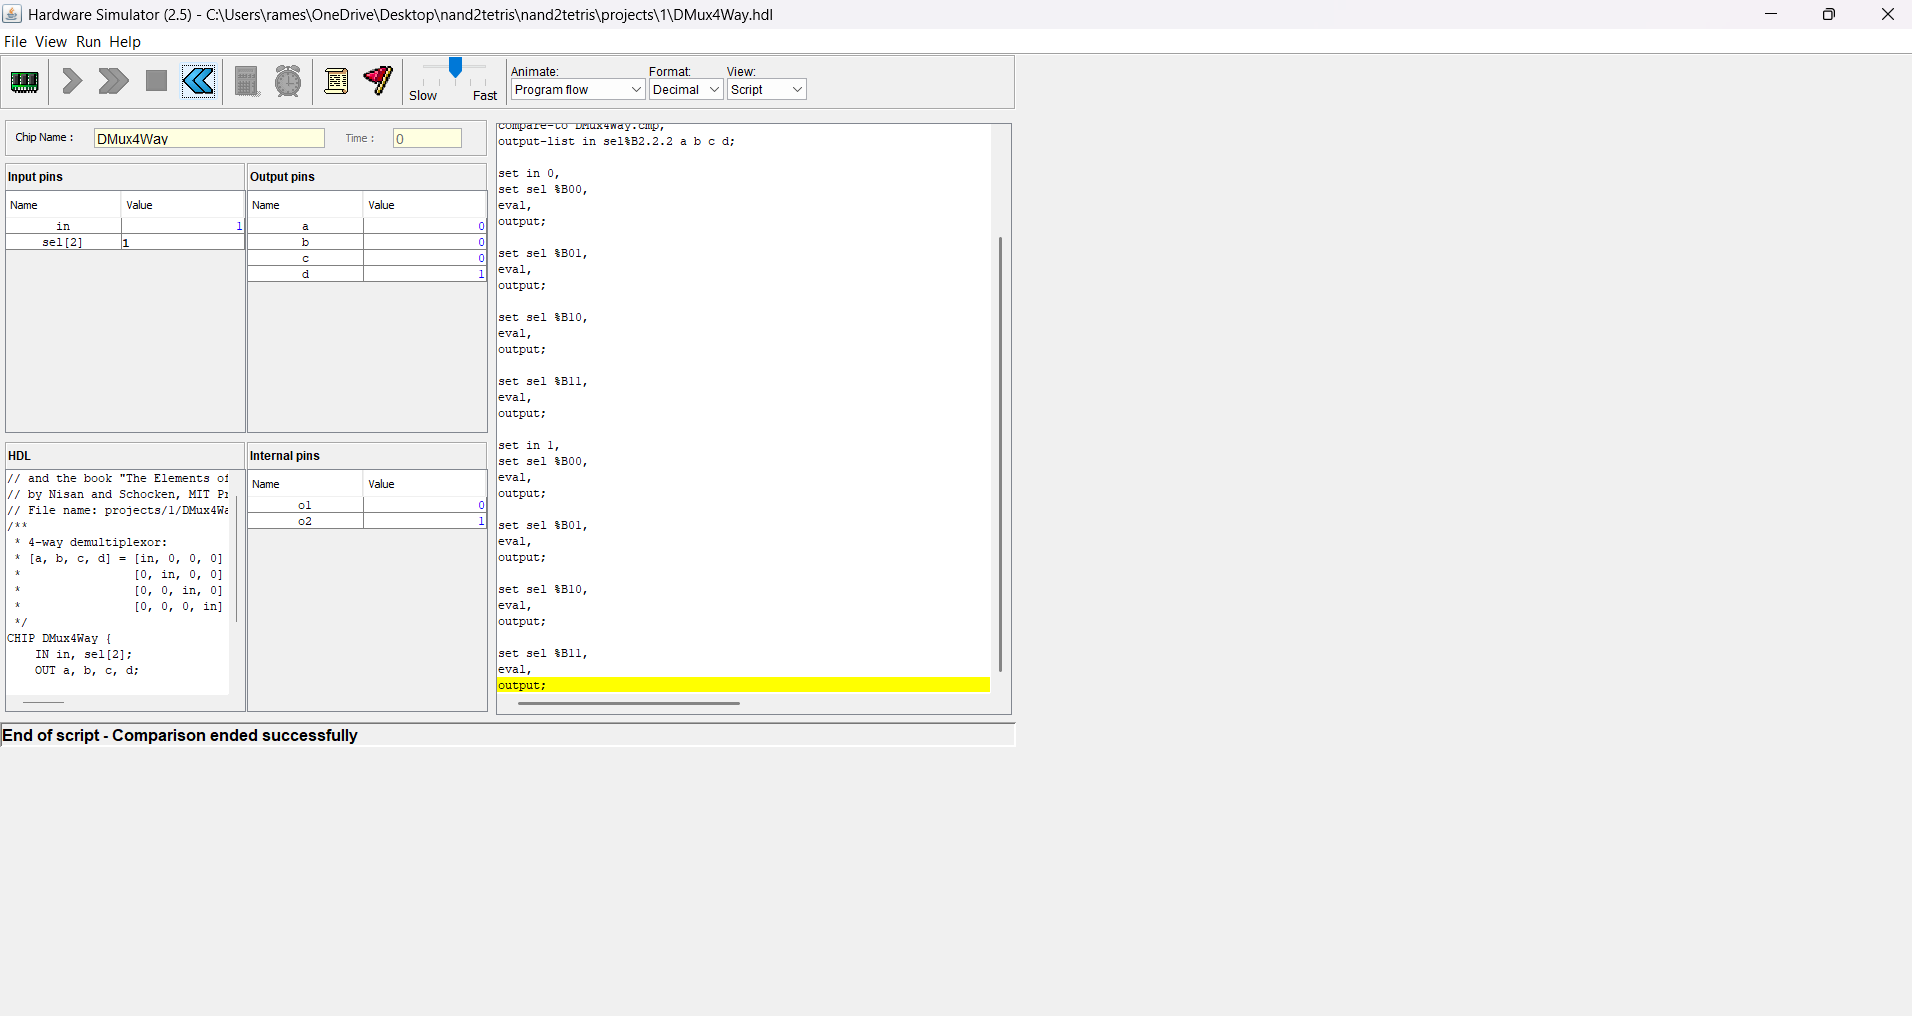 Hardware Simulator (2.5) - C:\Users\rames\OneDrive\Desktop\nand2tetris\nand2tetris\projects\1\DMux4Way.hdl
File View Run Help
Slow Fast
Animate: Format: View:
Program flow Decimal Script
Chip Name : DMux4Way Time : 0
Input pins
Name Value
in 1
sel[2] 1
Output pins
Name Value
a 0
b 0
c 0
d 1
HDL
// and the book "The Elements of
// by Nisan and Schocken, MIT Pr
// File name: projects/1/DMux4Wa
/**
* 4-way demultiplexor:
* [a, b, c, d] = [in, 0, 0, 0]
* [0, in, 0, 0]
* [0, 0, in, 0]
* [0, 0, 0, in]
*/
CHIP DMux4Way {
IN in, sel[2];
OUT a, b, c, d;
Internal pins
Name Value
o1 0
o2 1
compare-to DMux4Way.cmp,
output-list in sel%B2.2.2 a b c d;
set in 0,
set sel %B00,
eval,
output;
set sel %B01,
eval,
output;
set sel %B10,
eval,
output;
set sel %B11,
eval,
output;
set in 1,
set sel %B00,
eval,
output;
set sel %B01,
eval,
output;
set sel %B10,
eval,
output;
set sel %B11,
eval,
output;
End of script - Comparison ended successfully